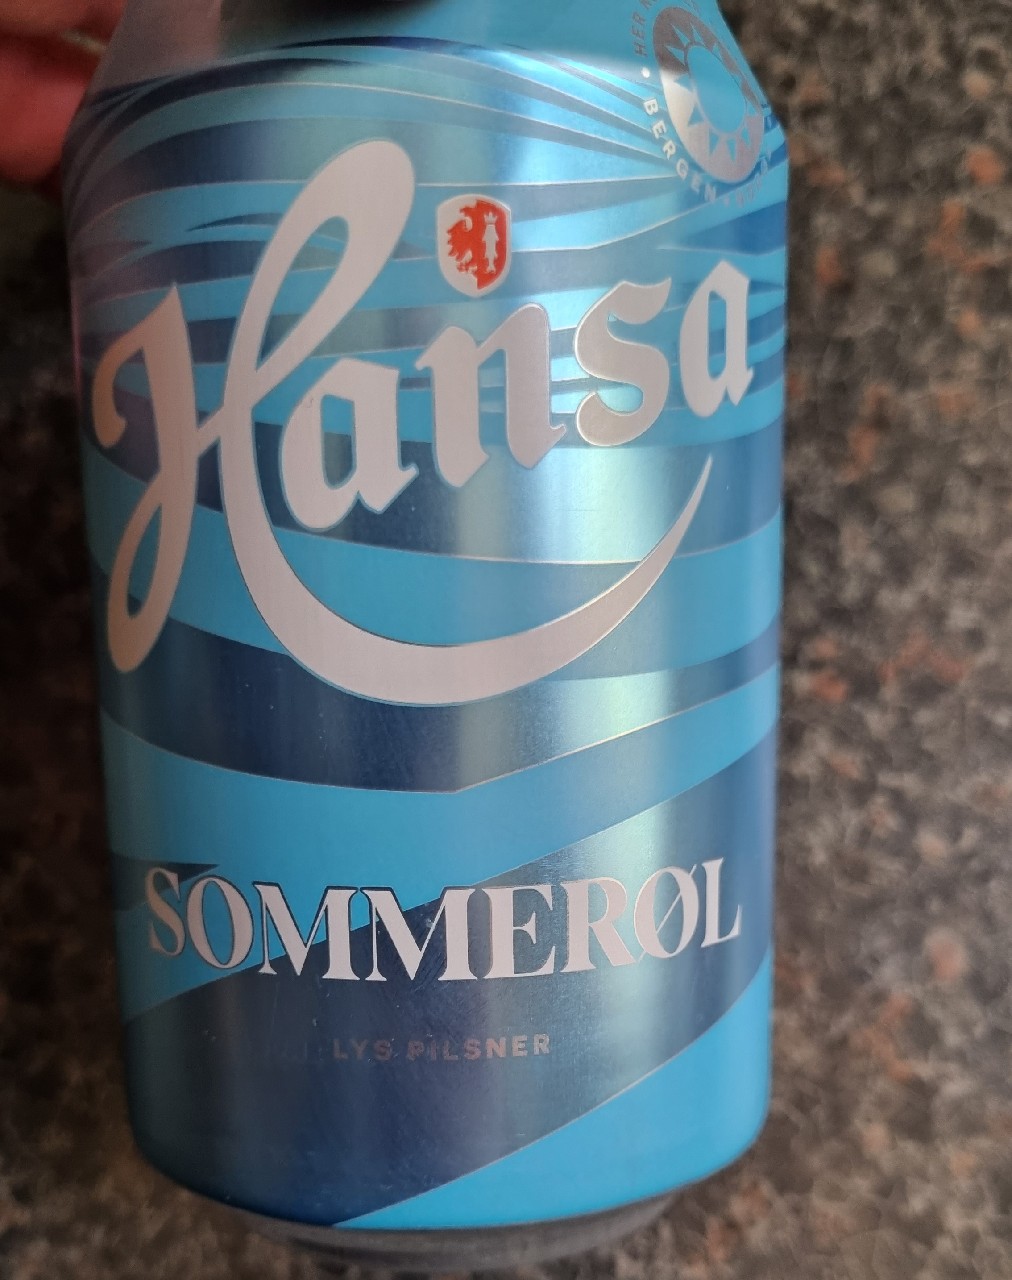 BERGEN
Hansa
SOMMERØL
LYS PILSNER